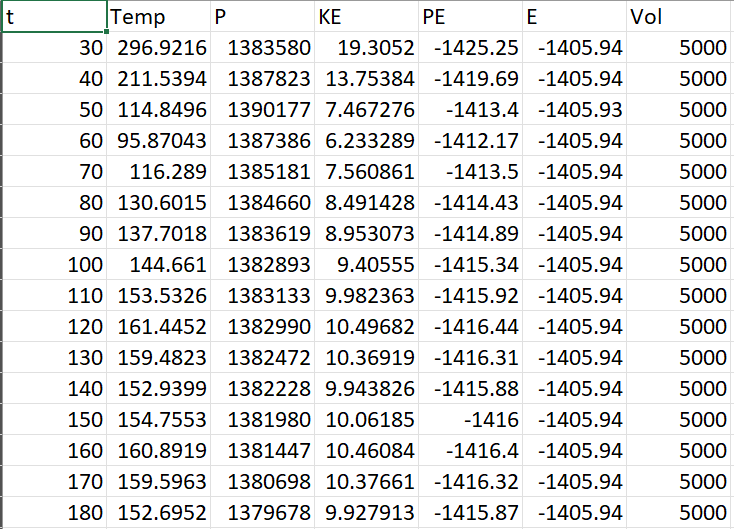 t Temp P KE PE E Vol
30 296.9216 1383580 19.3052 -1425.25 -1405.94 5000
40 211.5394 1387823 13.75384 -1419.69 -1405.94 5000
50 114.8496 1390177 7.467276 -1413.4 -1405.93 5000
60 95.87043 1387386 6.233289 -1412.17 -1405.94 5000
70 116.289 1385181 7.560861 -1413.5 -1405.94 5000
80 130.6015 1384660 8.491428 -1414.43 -1405.94 5000
90 137.7018 1383619 8.953073 -1414.89 -1405.94 5000
100 144.661 1382893 9.40555 -1415.34 -1405.94 5000
110 153.5326 1383133 9.982363 -1415.92 -1405.94 5000
120 161.4452 1382990 10.49682 -1416.44 -1405.94 5000
130 159.4823 1382472 10.36919 -1416.31 -1405.94 5000
140 152.9399 1382228 9.943826 -1415.88 -1405.94 5000
150 154.7553 1381980 10.06185 -1416 -1405.94 5000
160 160.8919 1381447 10.46084 -1416.4 -1405.94 5000
170 159.5963 1380698 10.37661 -1416.32 -1405.94 5000
180 152.6952 1379678 9.927913 -1415.87 -1405.94 5000